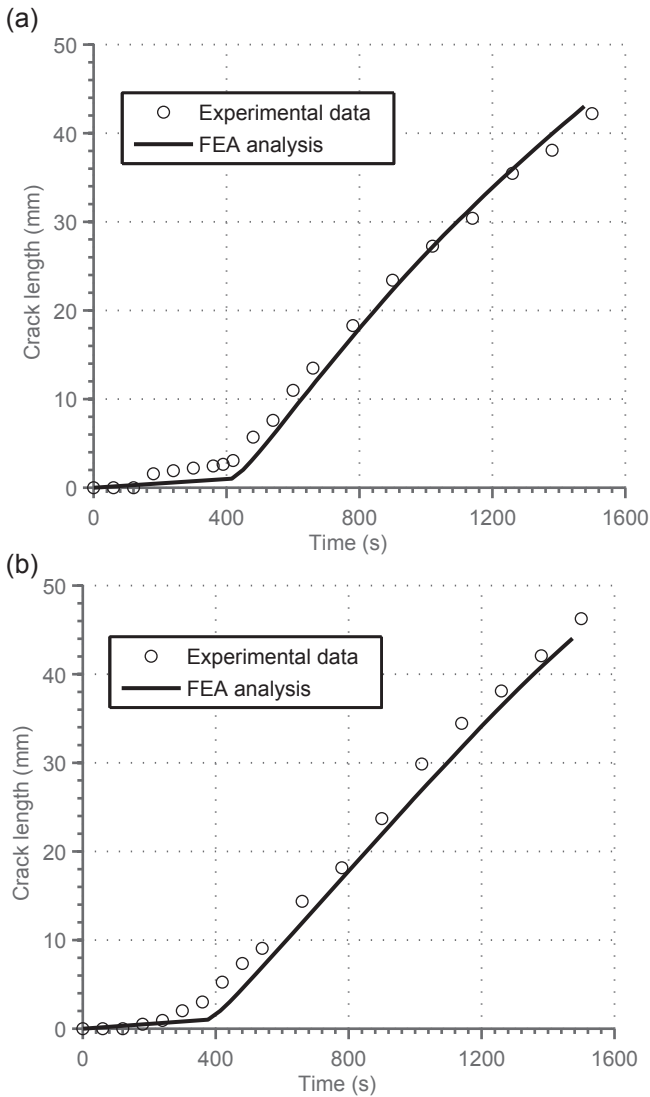 (a)
50
40
30
20
10
0
Crack length (mm)
Experimental data
FEA analysis
0 400 800 1200 1600
Time (s)
(b)
50
40
30
20
10
0
Crack length (mm)
Experimental data
FEA analysis
0 400 800 1200 1600
Time (s)